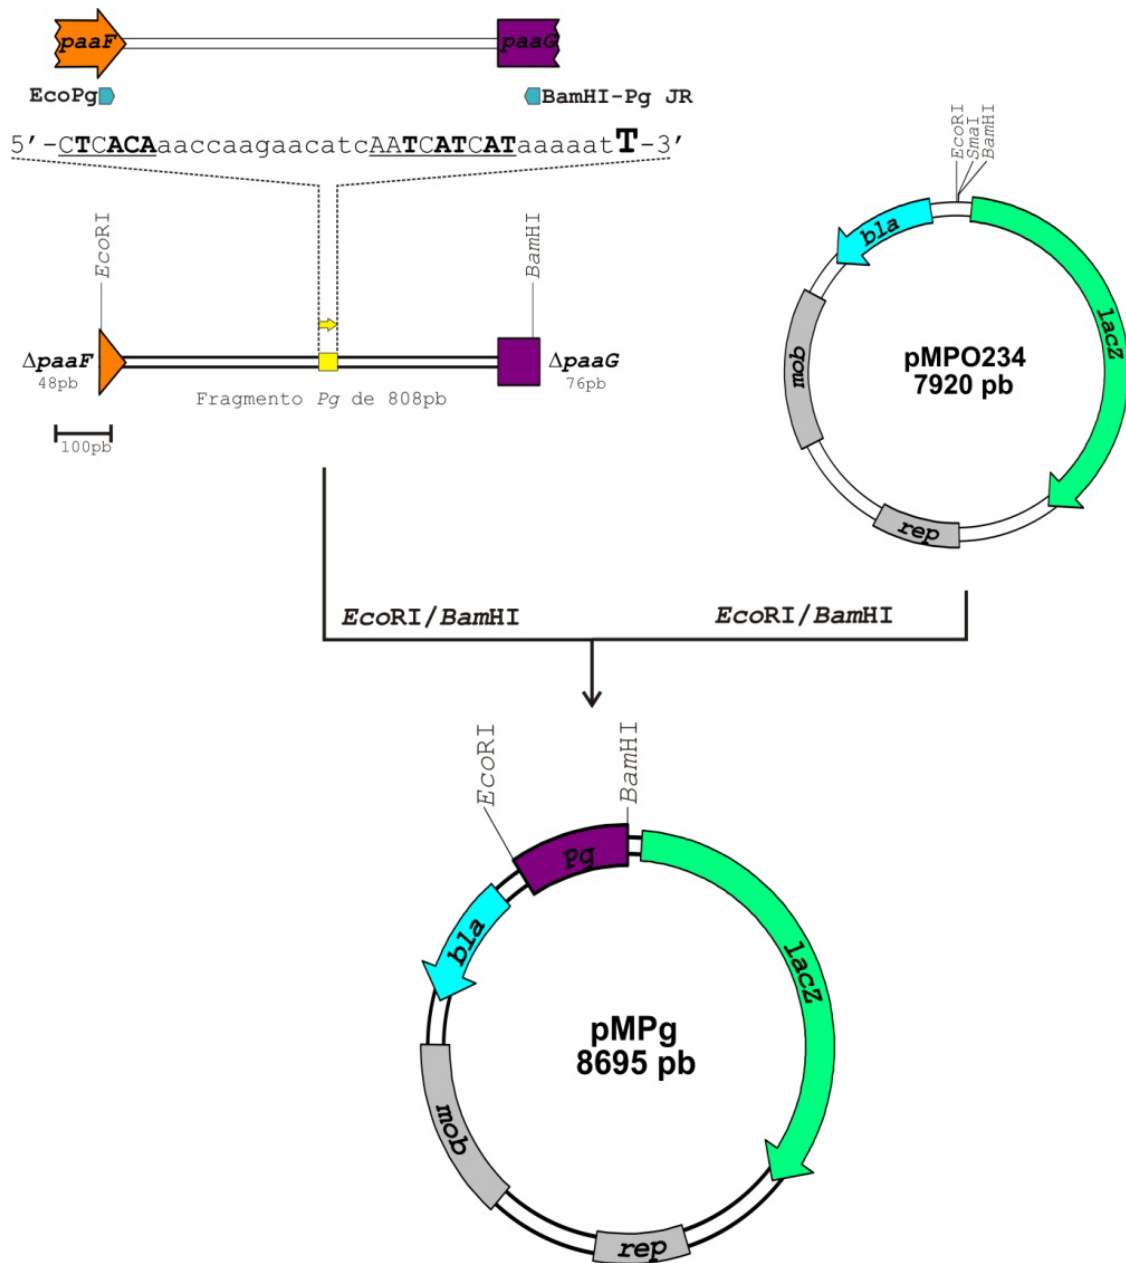 paaF
paaG
EcoPg
BamHI-Pg JR
5’-CTCACAaaccaagaacatcAATCATCATaaaaatT-3’
EcoRI
BamHI
ΔpaaF
48pb
ΔpaaG
76pb
Fragmento Pg de 808pb
100pb
EcoRI
SmaI
BamHI
bla
lacZ
mob
rep
pMPO234
7920 pb
EcoRI/BamHI
EcoRI/BamHI
EcoRI
BamHI
Pg
bla
lacZ
mob
rep
pMPg
8695 pb